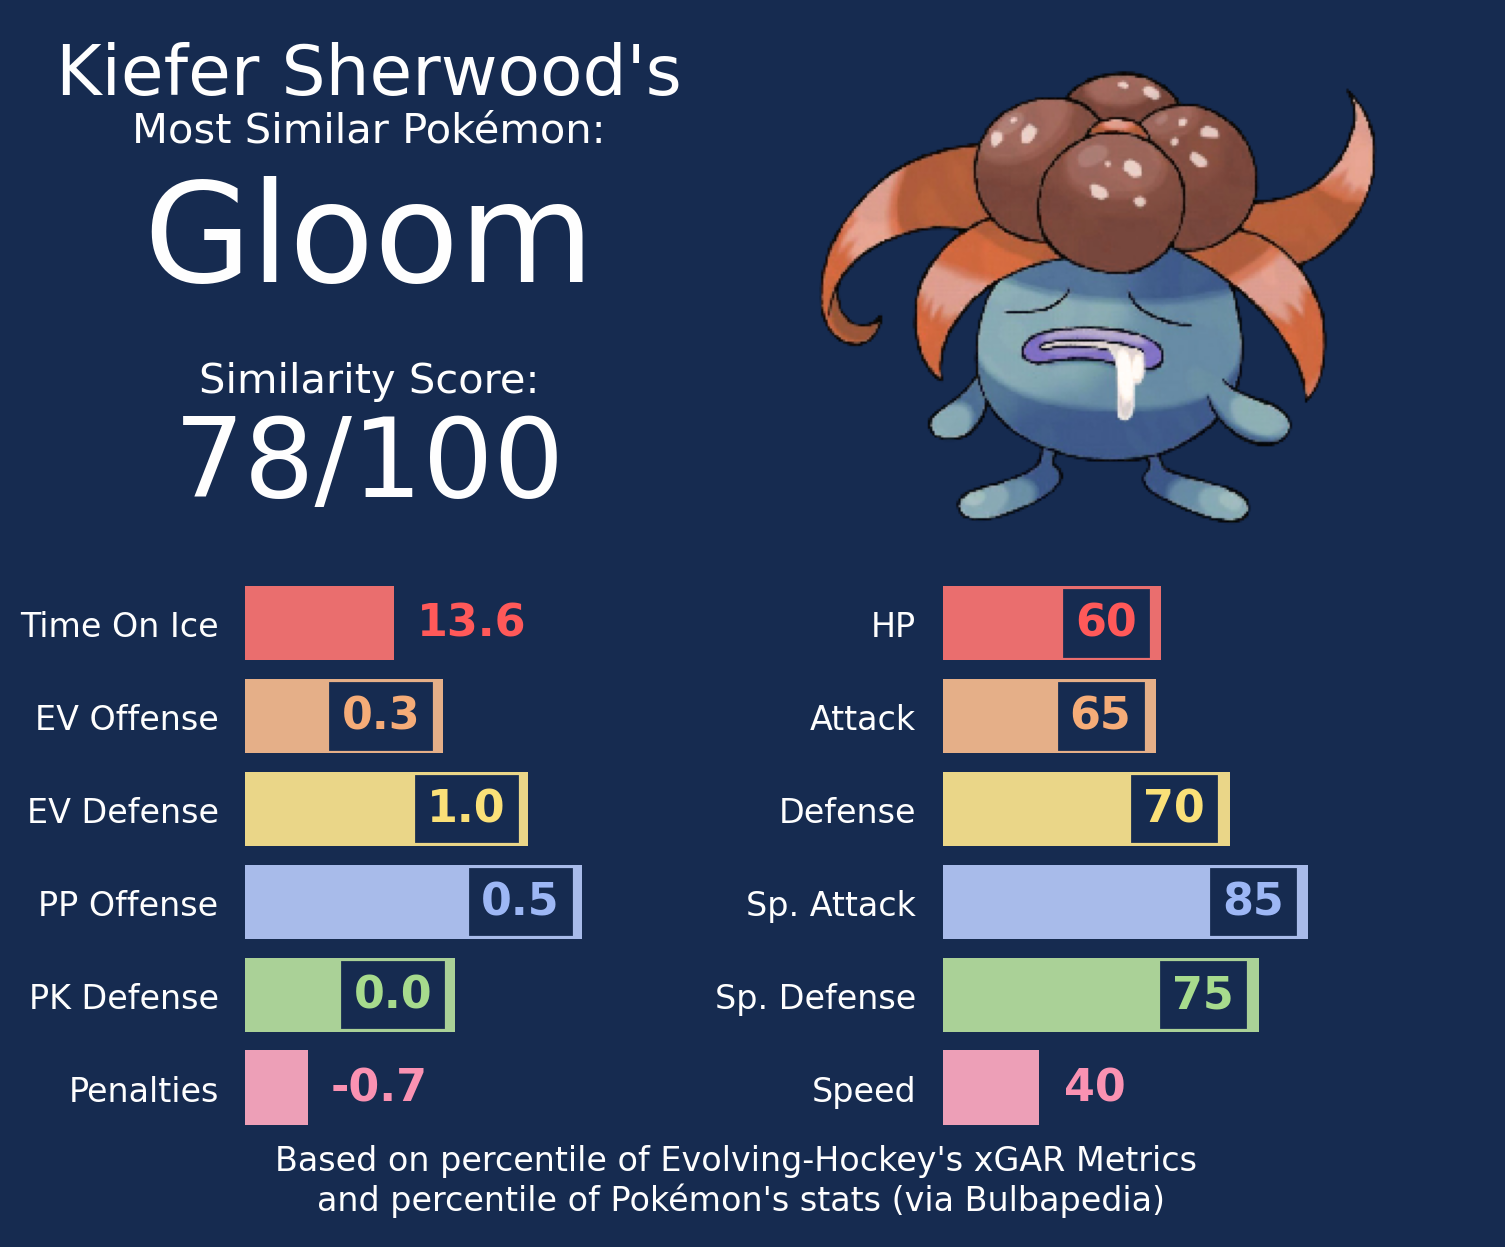 Kiefer Sherwood's
Most Similar Pokémon:
Gloom
Similarity Score:
78/100
Time On Ice 13.6
EV Offense 0.3
EV Defense 1.0
PP Offense 0.5
PK Defense 0.0
Penalties -0.7
HP 60
Attack 65
Defense 70
Sp. Attack 85
Sp. Defense 75
Speed 40
Based on percentile of Evolving-Hockey's xGAR Metrics
and percentile of Pokémon's stats (via Bulbapedia)